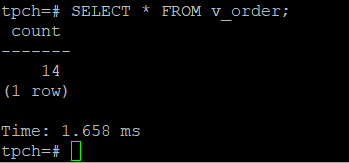 tpch=# SELECT * FROM v_order;
 count
-------
    14
(1 row)

Time: 1.658 ms
tpch=#